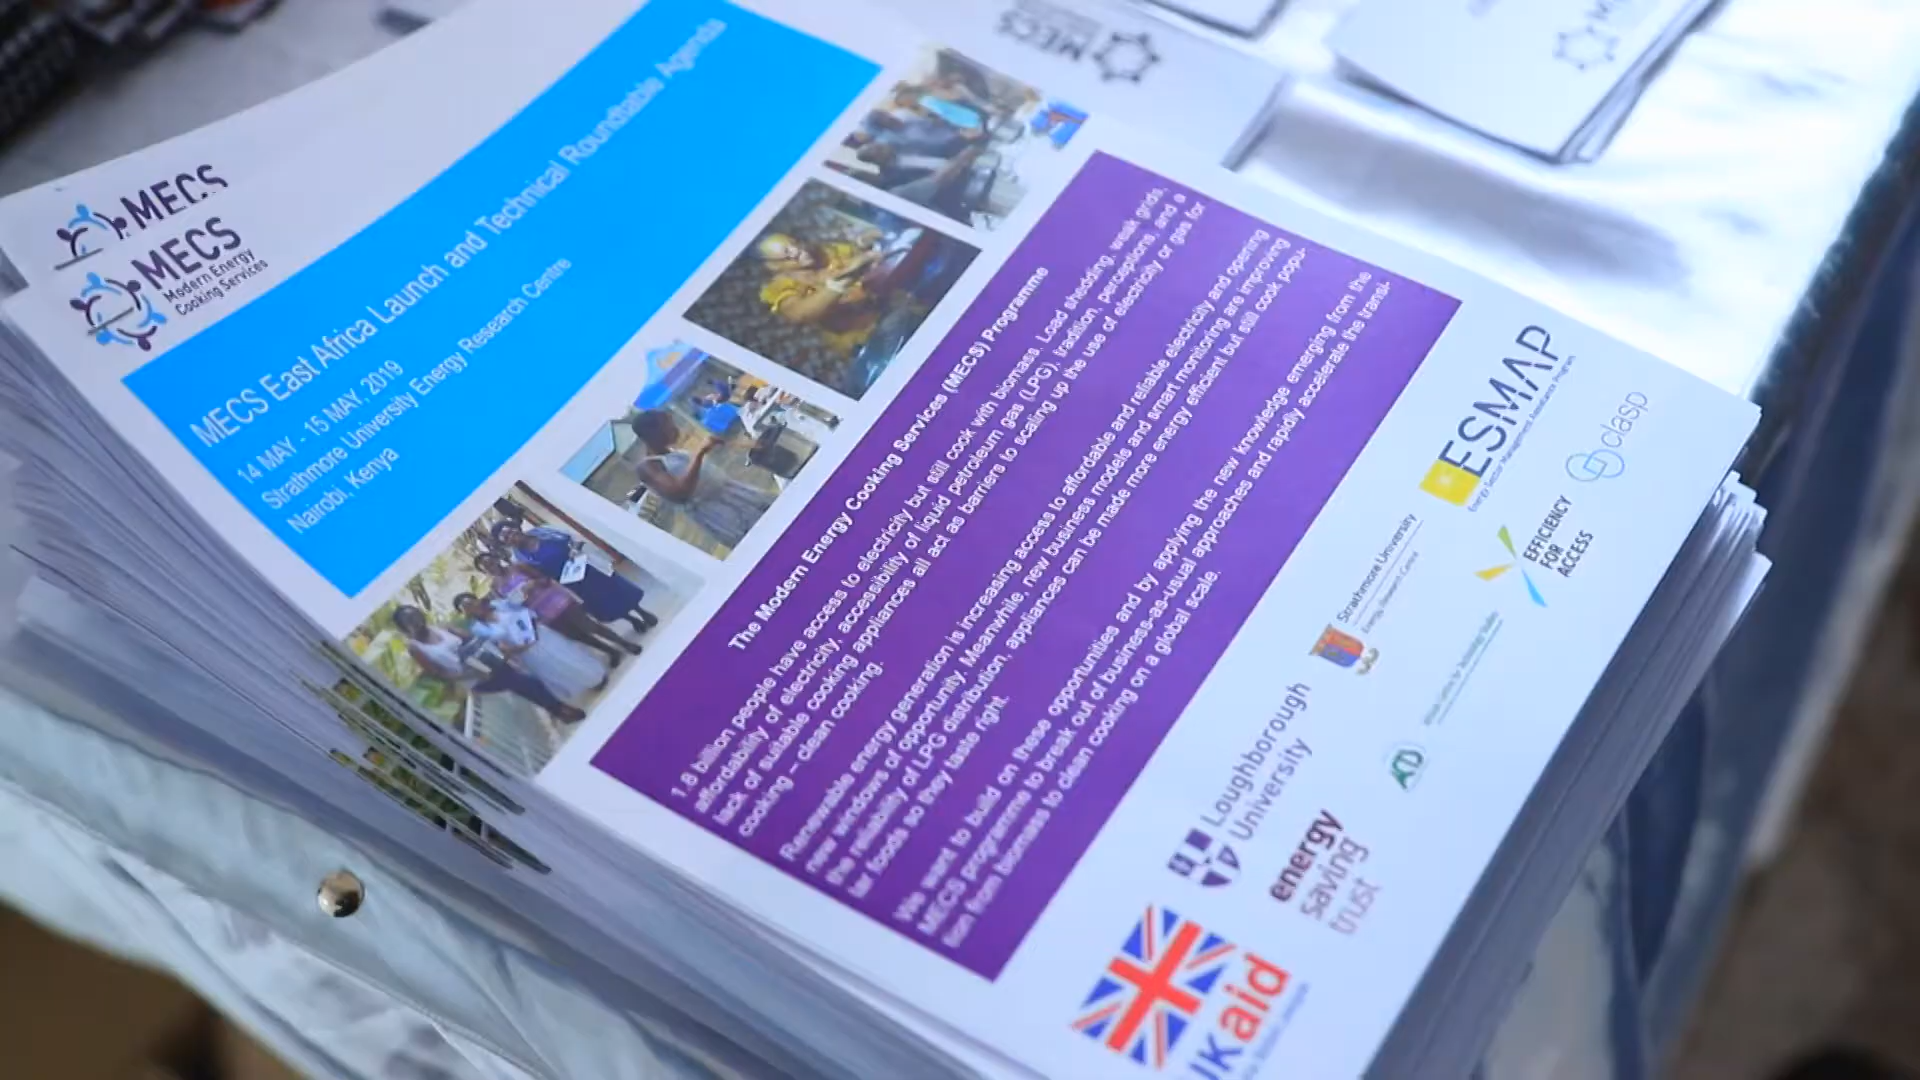 MECS
MECS
Modern Energy
Cooking Services
MECS East Africa Launch and Technical Roundtable Agenda
14 MAY - 15 MAY, 2019
Strathmore University Energy Research Centre
Nairobi, Kenya
MECS
The Modern Energy Cooking Services (MECS) Programme
1.8 billion people have access to electricity but still cook with biomass. Load shedding, weak grids,
affordability of electricity, accessibility of liquid petroleum gas (LPG), tradition, perceptions, and a
lack of suitable cooking appliances all act as barriers to scaling up the use of electricity or gas for
cooking – clean cooking.
Renewable energy generation is increasing access to affordable and reliable electricity and opening
new windows of opportunity. Meanwhile, new business models and smart monitoring are improving
the reliability of LPG distribution, appliances can be made more energy efficient but still cook popu-
lar foods so they taste right.
We want to build on these opportunities and by applying the new knowledge emerging from the
MECS programme to break out of business-as-usual approaches and rapidly accelerate the transi-
tion from biomass to clean cooking on a global scale.
UKaid
Loughborough
University
Strathmore University
Energy Research Centre
ESMAP
Energy Sector Management Assistance Program
energy
saving
trust
EFFICIENCY
FOR
ACCESS
clasp